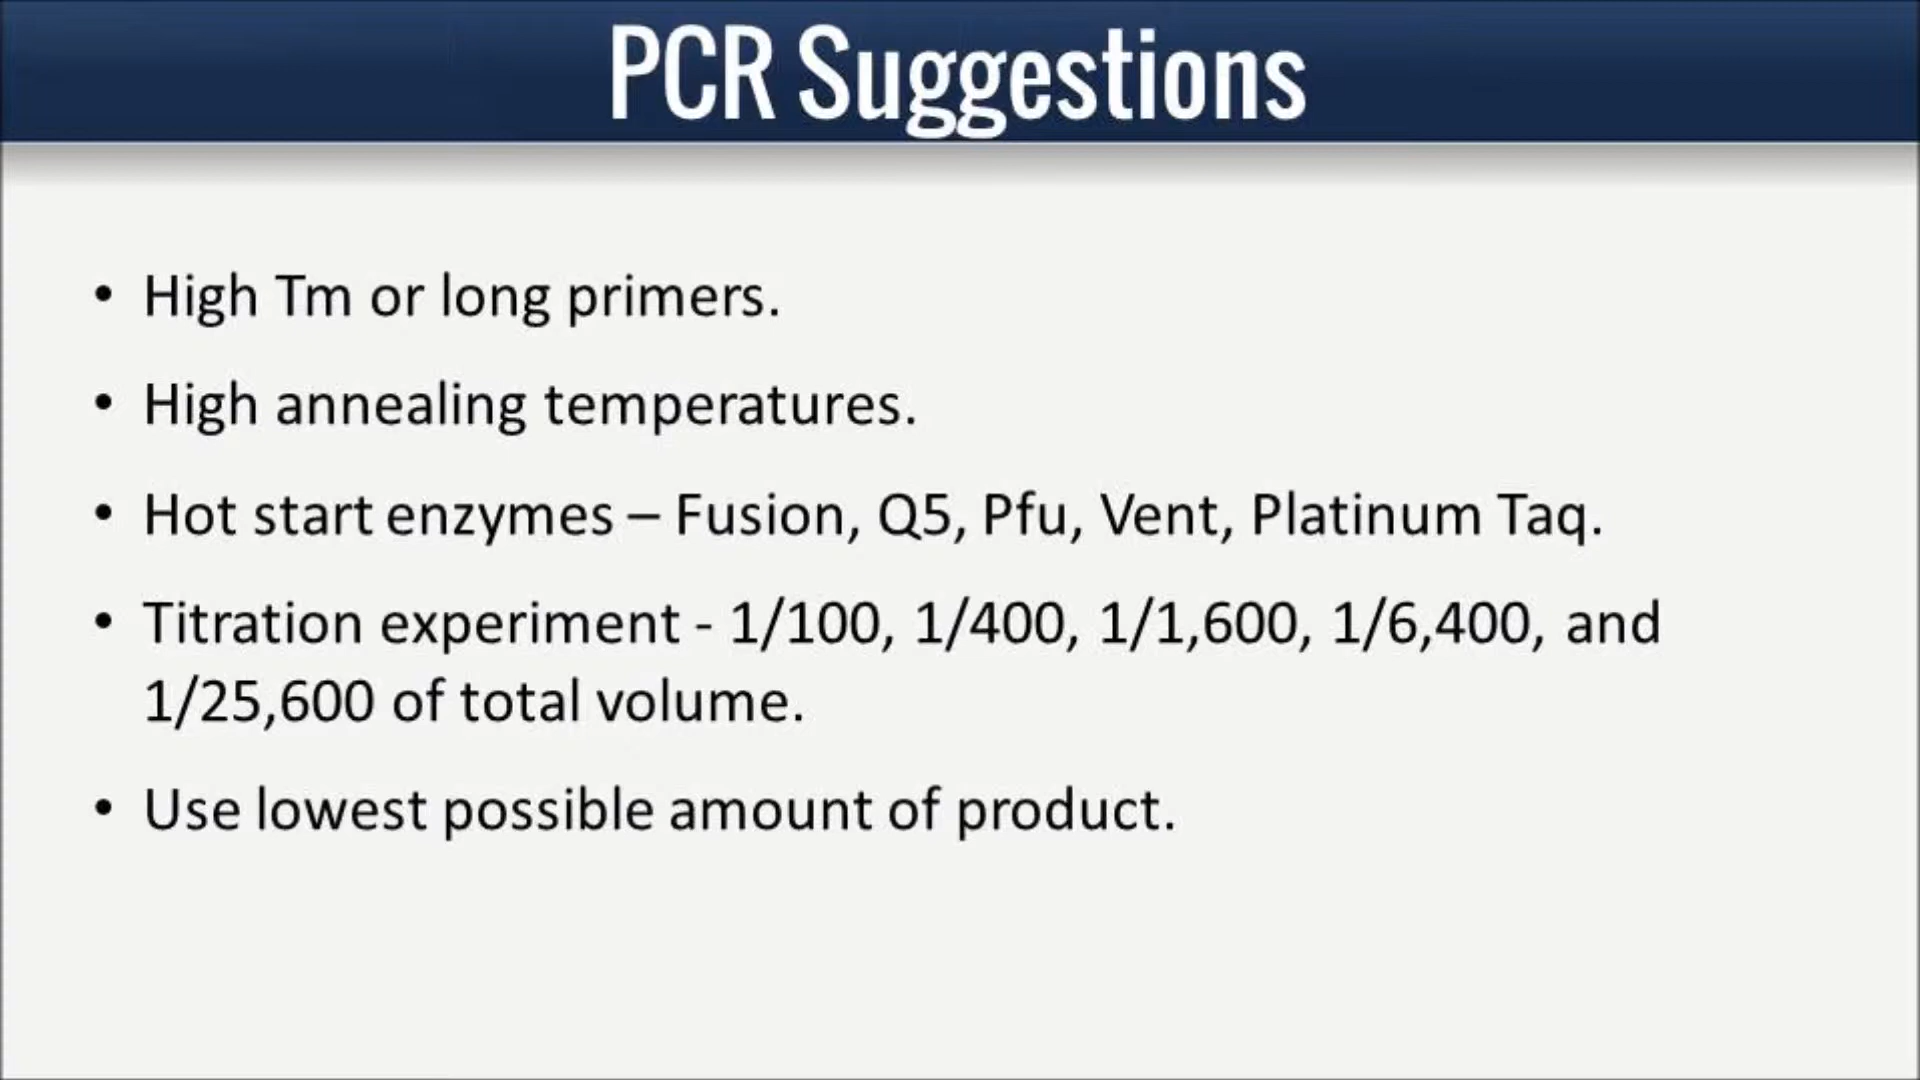 PCR Suggestions
• High Tm or long primers.
• High annealing temperatures.
• Hot start enzymes – Fusion, Q5, Pfu, Vent, Platinum Taq.
• Titration experiment - 1/100, 1/400, 1/1,600, 1/6,400, and
1/25,600 of total volume.
• Use lowest possible amount of product.